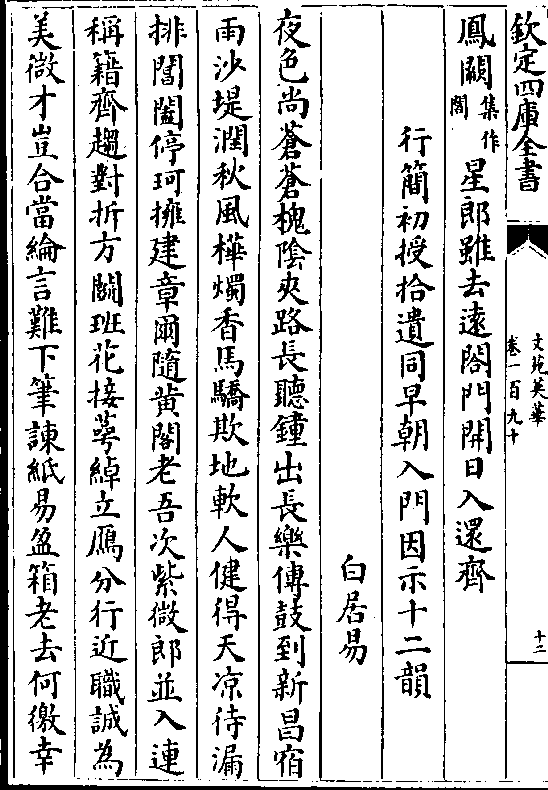 欽定四庫全書
文苑英華
卷一百九十
十二
鳳闕集作閤星郎雖去遠閤門開日入還齊
行簡初授拾遺同早朝入門因示十二韻
白居易
夜色尚蒼蒼槐陰夾路長聽鐘出長樂傳鼓到新昌宿
雨沙堤潤秋風樺燭香馬驕欺地軟人健得天凉待漏
排閶闔停珂擁建章爾隨黄閣老吾次紫微郎並入連
稱籍齊趨對折方鬬班花接萼綽立鴈分行近職誠為
美微才豈合當綸言難下筆諫紙易盈箱老去何徼幸